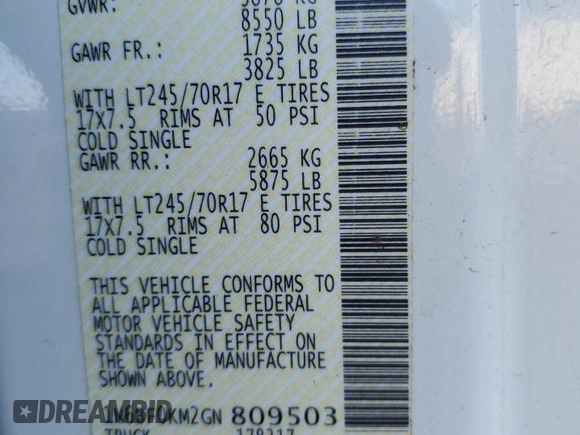 GVWR:
8550 LB
GAWR FR.: 1735 KG
3825 LB
WITH LT245/70R17 E TIRES
17X7.5 RIMS AT 50 PSI
COLD SINGLE
GAWR RR.: 2665 KG
5875 LB
WITH LT245/70R17 E TIRES
17X7.5 RIMS AT 80 PSI
COLD SINGLE
THIS VEHICLE CONFORMS TO
ALL APPLICABLE FEDERAL
MOTOR VEHICLE SAFETY
STANDARDS IN EFFECT ON
THE DATE OF MANUFACTURE
SHOWN ABOVE.
1N6BF0KM2GN 809503
TRUCK
DREAMBID